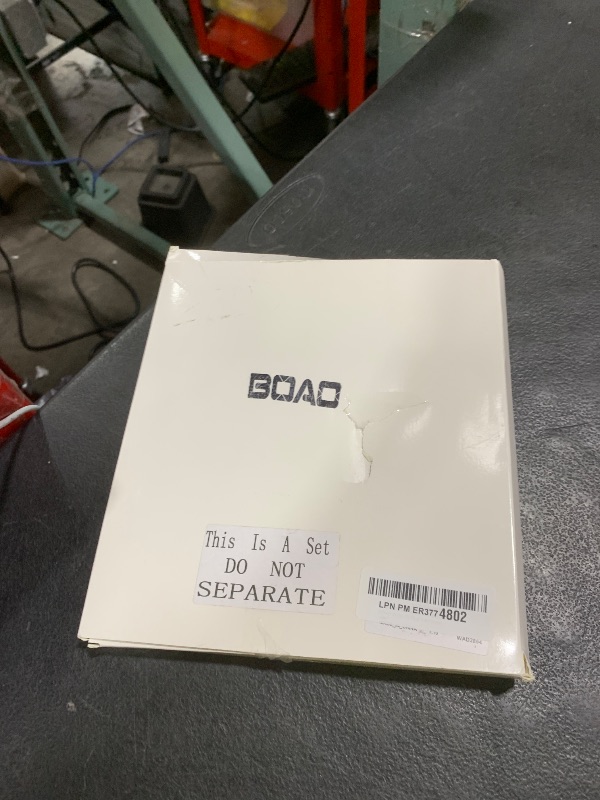 BOAO
This Is A Set
DO NOT
SEPARATE
LPN PM ER3774802